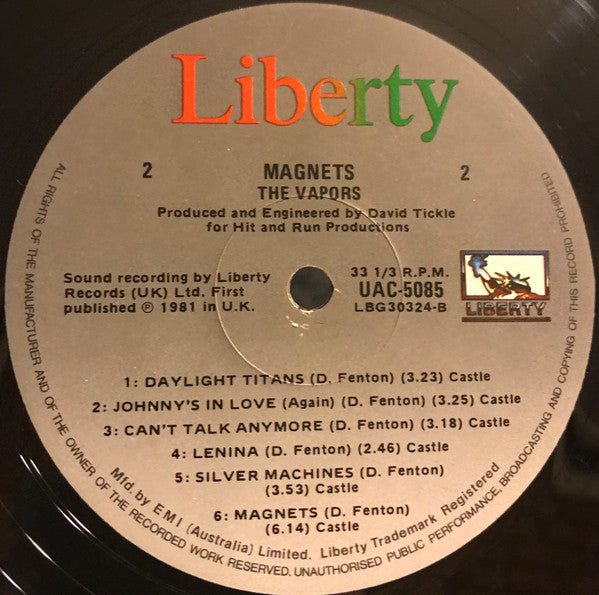 Liberty
2 MAGNETS 2
THE VAPORS
Produced and Engineered by David Tickle
for Hit and Run Productions
Sound recording by Liberty
Records (UK) Ltd. First
published ℗ 1981 in U.K.
33 1/3 R.P.M.
UAC-5085
LBG30324-B
LIBERTY
1: DAYLIGHT TITANS (D. Fenton) (3.23) Castle
2: JOHNNY'S IN LOVE (Again) (D. Fenton) (3.25) Castle
3: CAN'T TALK ANYMORE (D. Fenton) (3.18) Castle
4: LENINA (D. Fenton) (2.46) Castle
5: SILVER MACHINES (D. Fenton)
(3.53) Castle
6: MAGNETS (D. Fenton)
(6.14) Castle
Mfd. by EMI (Australia) Limited. Liberty Trademark Registered
ALL RIGHTS OF THE MANUFACTURER AND OF THE OWNER OF THE RECORDED WORK RESERVED. UNAUTHORISED PUBLIC PERFORMANCE, BROADCASTING AND COPYING OF THIS RECORD PROHIBITED